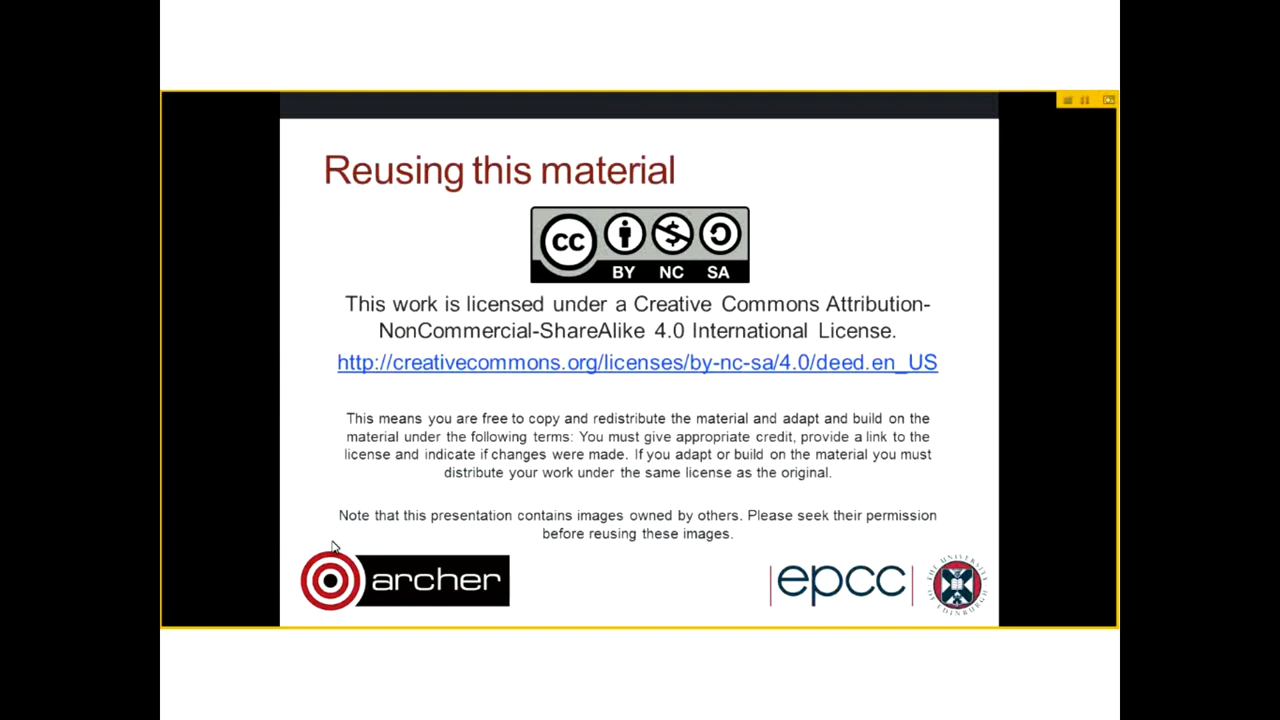 Reusing this material
cc
BY NC SA
This work is licensed under a Creative Commons Attribution-
NonCommercial-ShareAlike 4.0 International License.
http://creativecommons.org/licenses/by-nc-sa/4.0/deed.en_US
This means you are free to copy and redistribute the material and adapt and build on the
material under the following terms: You must give appropriate credit, provide a link to the
license and indicate if changes were made. If you adapt or build on the material you must
distribute your work under the same license as the original.
Note that this presentation contains images owned by others. Please seek their permission
before reusing these images.
archer
epcc
THE UNIVERSITY OF EDINBURGH